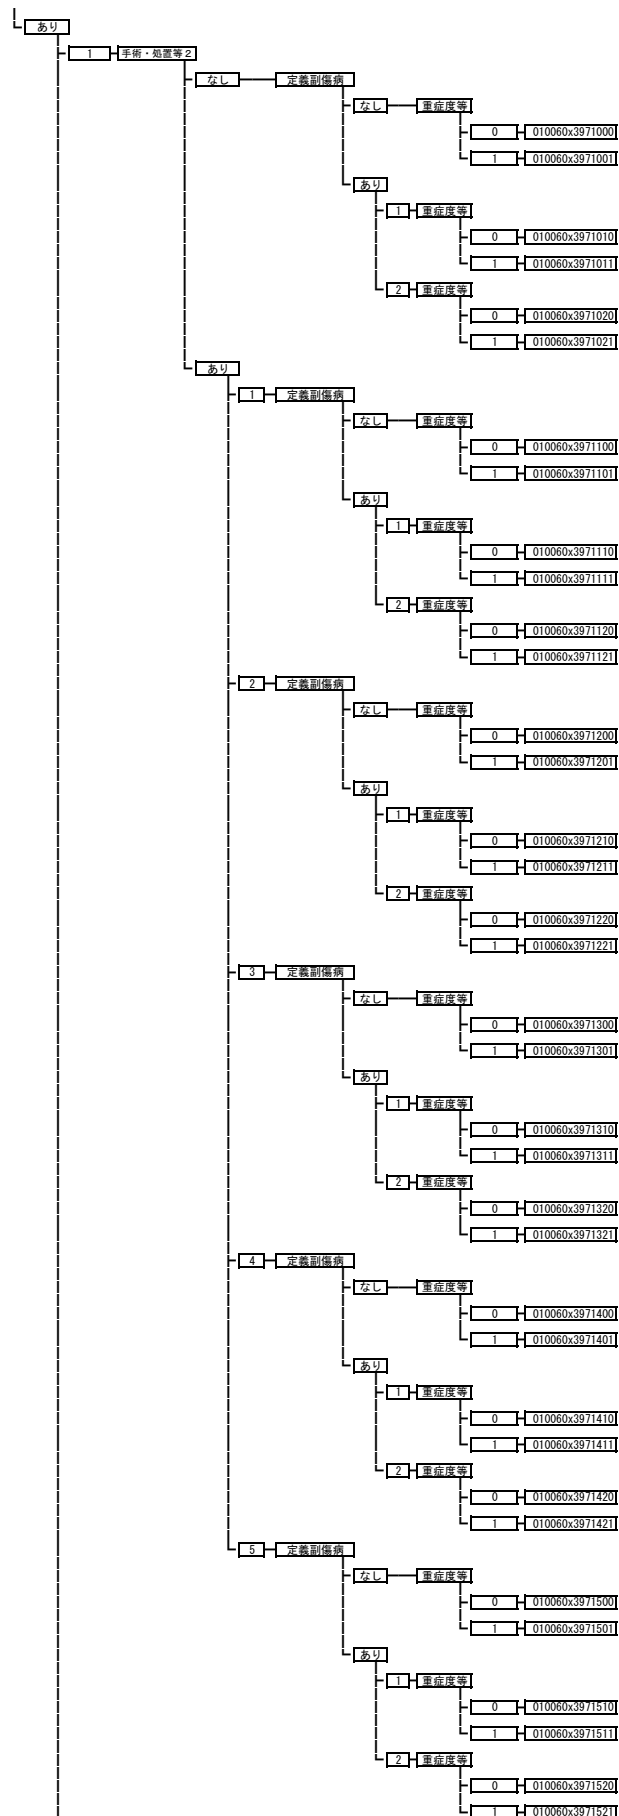 あり
1 手術・処置等2
なし 定義副傷病
なし 重症度等
0 010060x3971000
1 010060x3971001
あり
1 重症度等
0 010060x3971010
1 010060x3971011
2 重症度等
0 010060x3971020
1 010060x3971021
あり
1 定義副傷病
なし 重症度等
0 010060x3971100
1 010060x3971101
あり
1 重症度等
0 010060x3971110
1 010060x3971111
2 重症度等
0 010060x3971120
1 010060x3971121
2 定義副傷病
なし 重症度等
0 010060x3971200
1 010060x3971201
あり
1 重症度等
0 010060x3971210
1 010060x3971211
2 重症度等
0 010060x3971220
1 010060x3971221
3 定義副傷病
なし 重症度等
0 010060x3971300
1 010060x3971301
あり
1 重症度等
0 010060x3971310
1 010060x3971311
2 重症度等
0 010060x3971320
1 010060x3971321
4 定義副傷病
なし 重症度等
0 010060x3971400
1 010060x3971401
あり
1 重症度等
0 010060x3971410
1 010060x3971411
2 重症度等
0 010060x3971420
1 010060x3971421
5 定義副傷病
なし 重症度等
0 010060x3971500
1 010060x3971501
あり
1 重症度等
0 010060x3971510
1 010060x3971511
2 重症度等
0 010060x3971520
1 010060x3971521